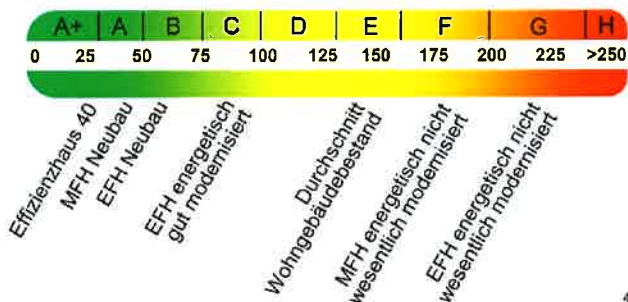 A+ A B C D E F G H
0 25 50 75 100 125 150 175 200 225 >250
Effizienzhaus 40
MFH Neubau
EFH Neubau
EFH energetisch
gut modernisiert
Durchschnitt
Wohngebäudebestand
MFH energetisch nicht
wesentlich modernisiert
EFH energetisch nicht
wesentlich modernisiert